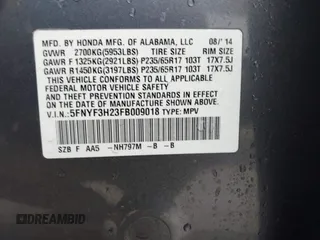 MFD. BY HONDA MFG. OF ALABAMA, LLC 08/'14
GVWR 2700KG(5953LBS) TIRE SIZE RIM SIZE
GAWR F 1325KG(2921LBS) P235/65R17 103T 17X7.5J
GAWR R1450KG(3197LBS) P235/65R17 103T 17X7.5J
THIS VEHICLE CONFORMS TO ALL APPLICABLE
FEDERAL MOTOR VEHICLE SAFETY AND THEFT
PREVENTION STANDARDS IN EFFECT ON THE DATE OF
MANUFACTURE SHOWN ABOVE.
V.I.N.: 5FNYF3H23FB009018 TYPE: MPV
SZB F AA5 -NH797M -B -B
DREAMBID